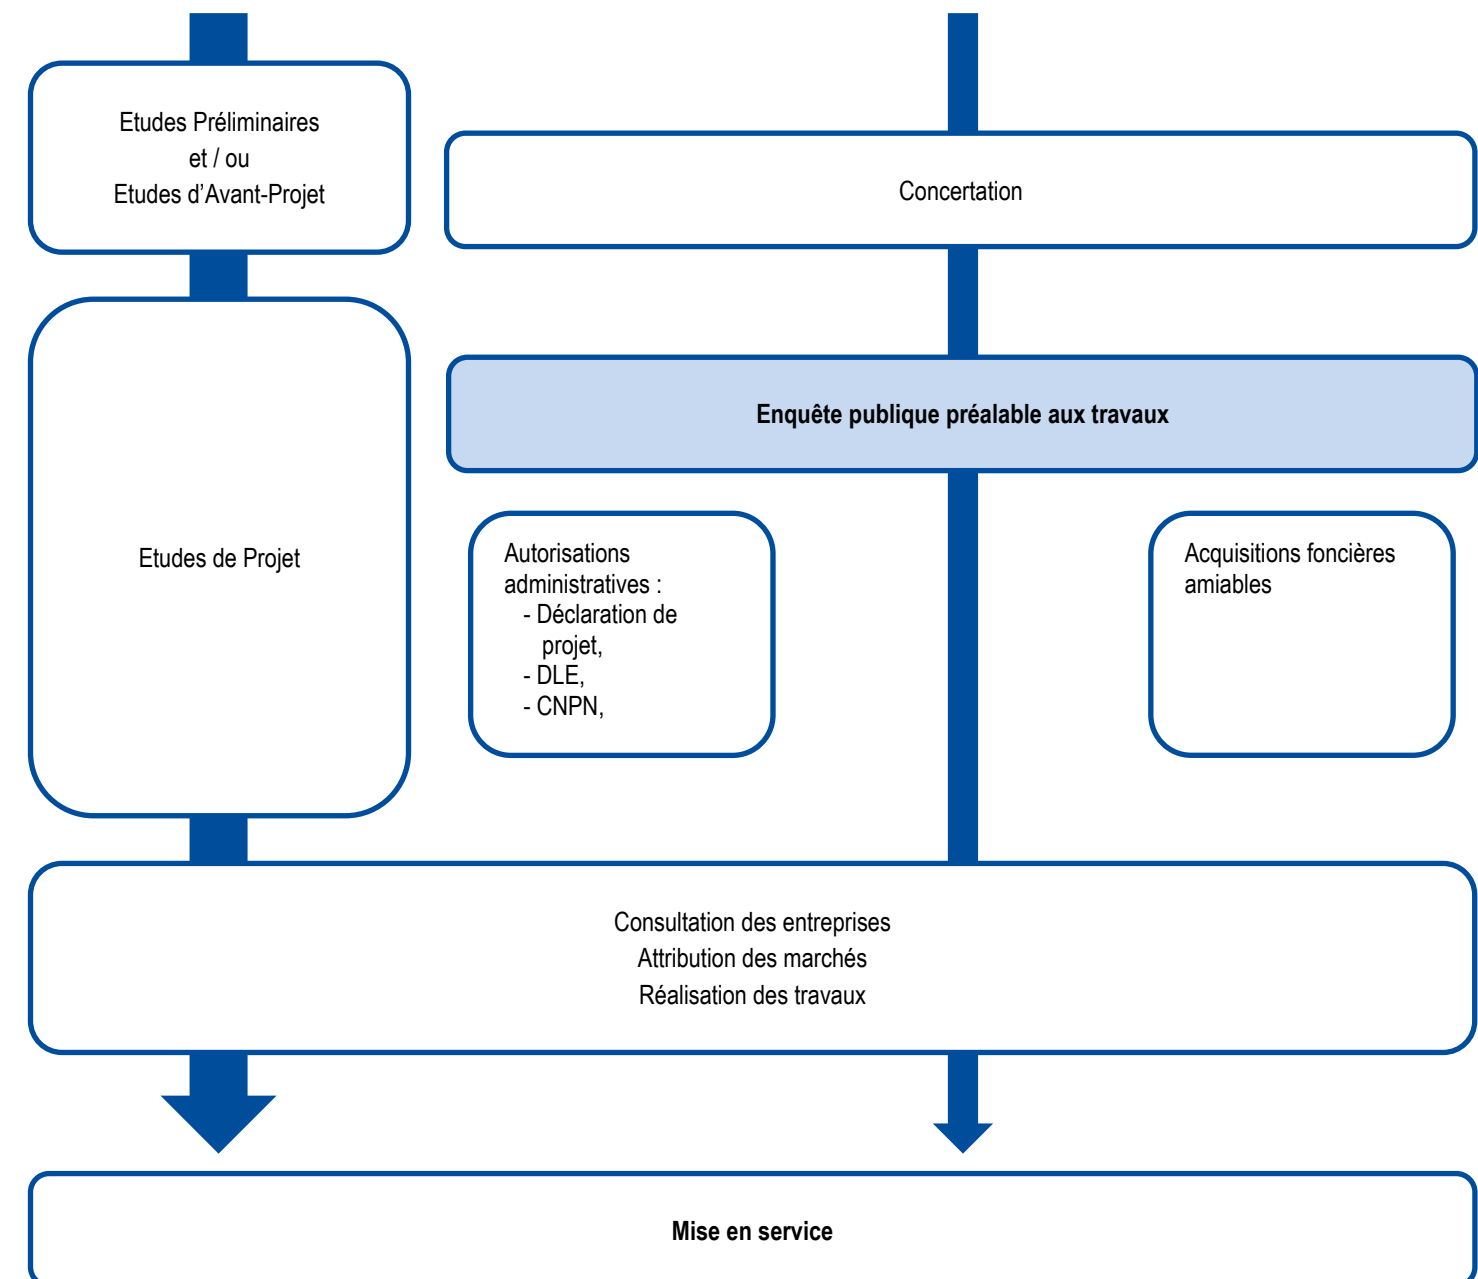 Etudes Préliminaires
et / ou
Etudes d'Avant-Projet
Concertation
Enquête publique préalable aux travaux
Etudes de Projet
Autorisations
administratives :
- Déclaration de
projet,
- DLE,
- CNPN,
Acquisitions foncières
amiables
Consultation des entreprises
Attribution des marchés
Réalisation des travaux
Mise en service